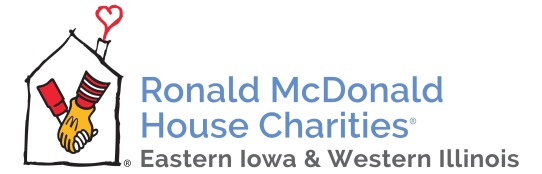 Ronald McDonald
House Charities®
Eastern Iowa & Western Illinois
®